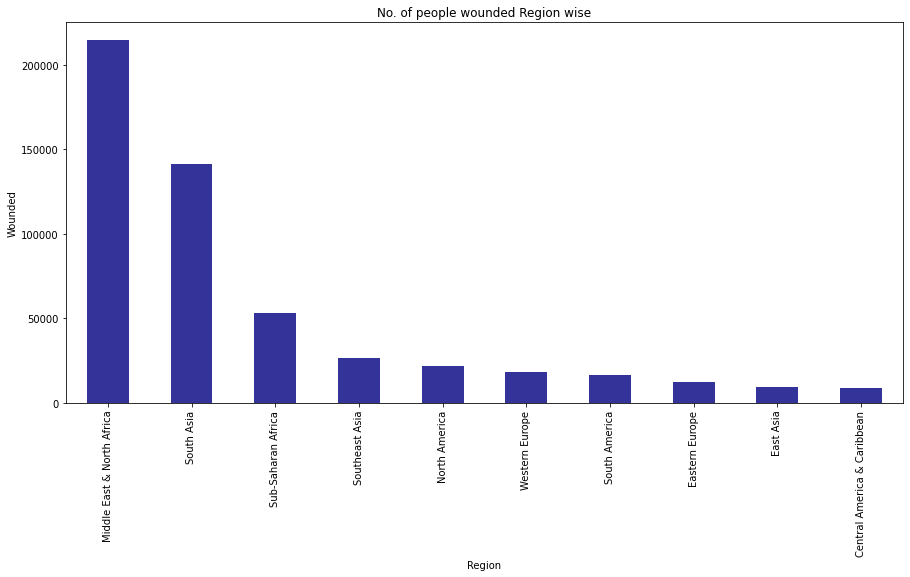 No. of people wounded Region wise
Wounded
200000
150000
100000
50000
0
Middle East & North Africa
South Asia
Sub-Saharan Africa
Southeast Asia
North America
Western Europe
South America
Eastern Europe
East Asia
Central America & Caribbean
Region